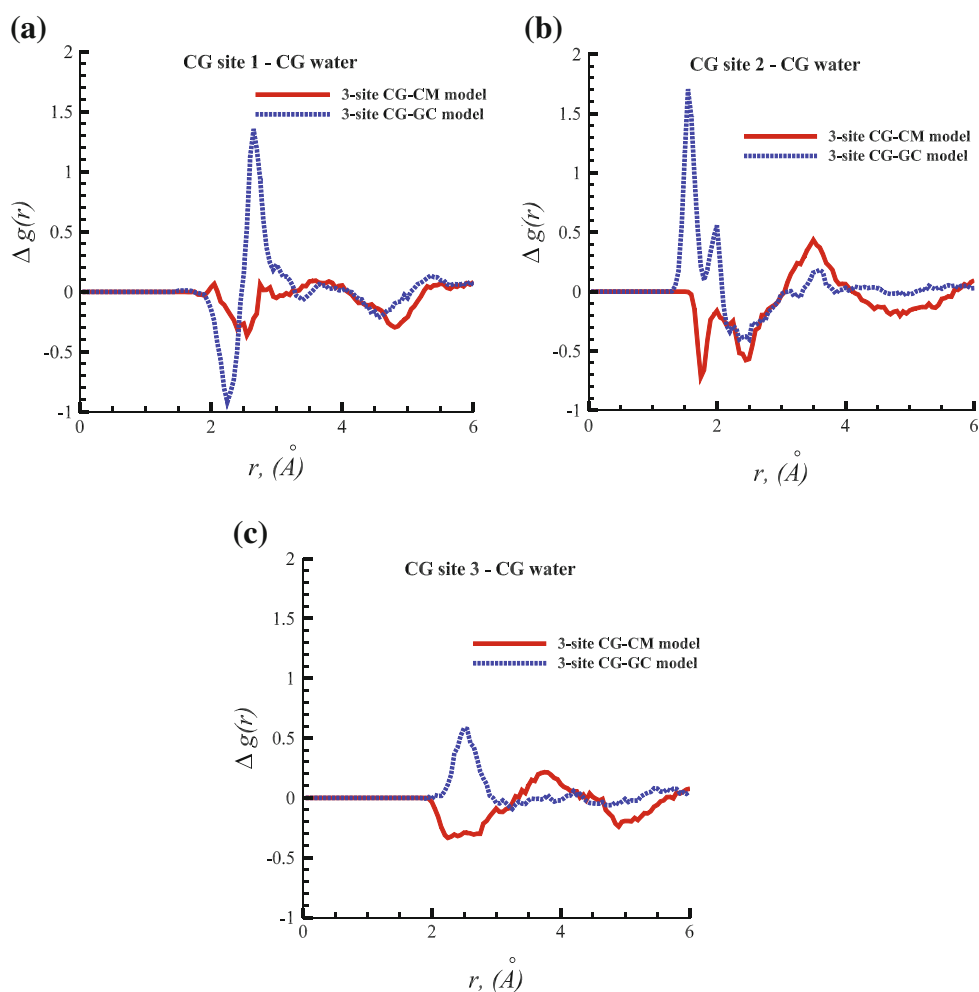 (a)
CG site 1 - CG water
3-site CG-CM model
3-site CG-GC model
2
1.5
1
0.5
0
-0.5
-1
Δ g(r)
0 2 4 6
r, (Å)
(b)
CG site 2 - CG water
3-site CG-CM model
3-site CG-GC model
2
1.5
1
0.5
0
-0.5
-1
Δ g(r)
0 2 4 6
r, (Å)
(c)
CG site 3 - CG water
3-site CG-CM model
3-site CG-GC model
2
1.5
1
0.5
0
-0.5
-1
Δ g(r)
0 2 4 6
r, (Å)